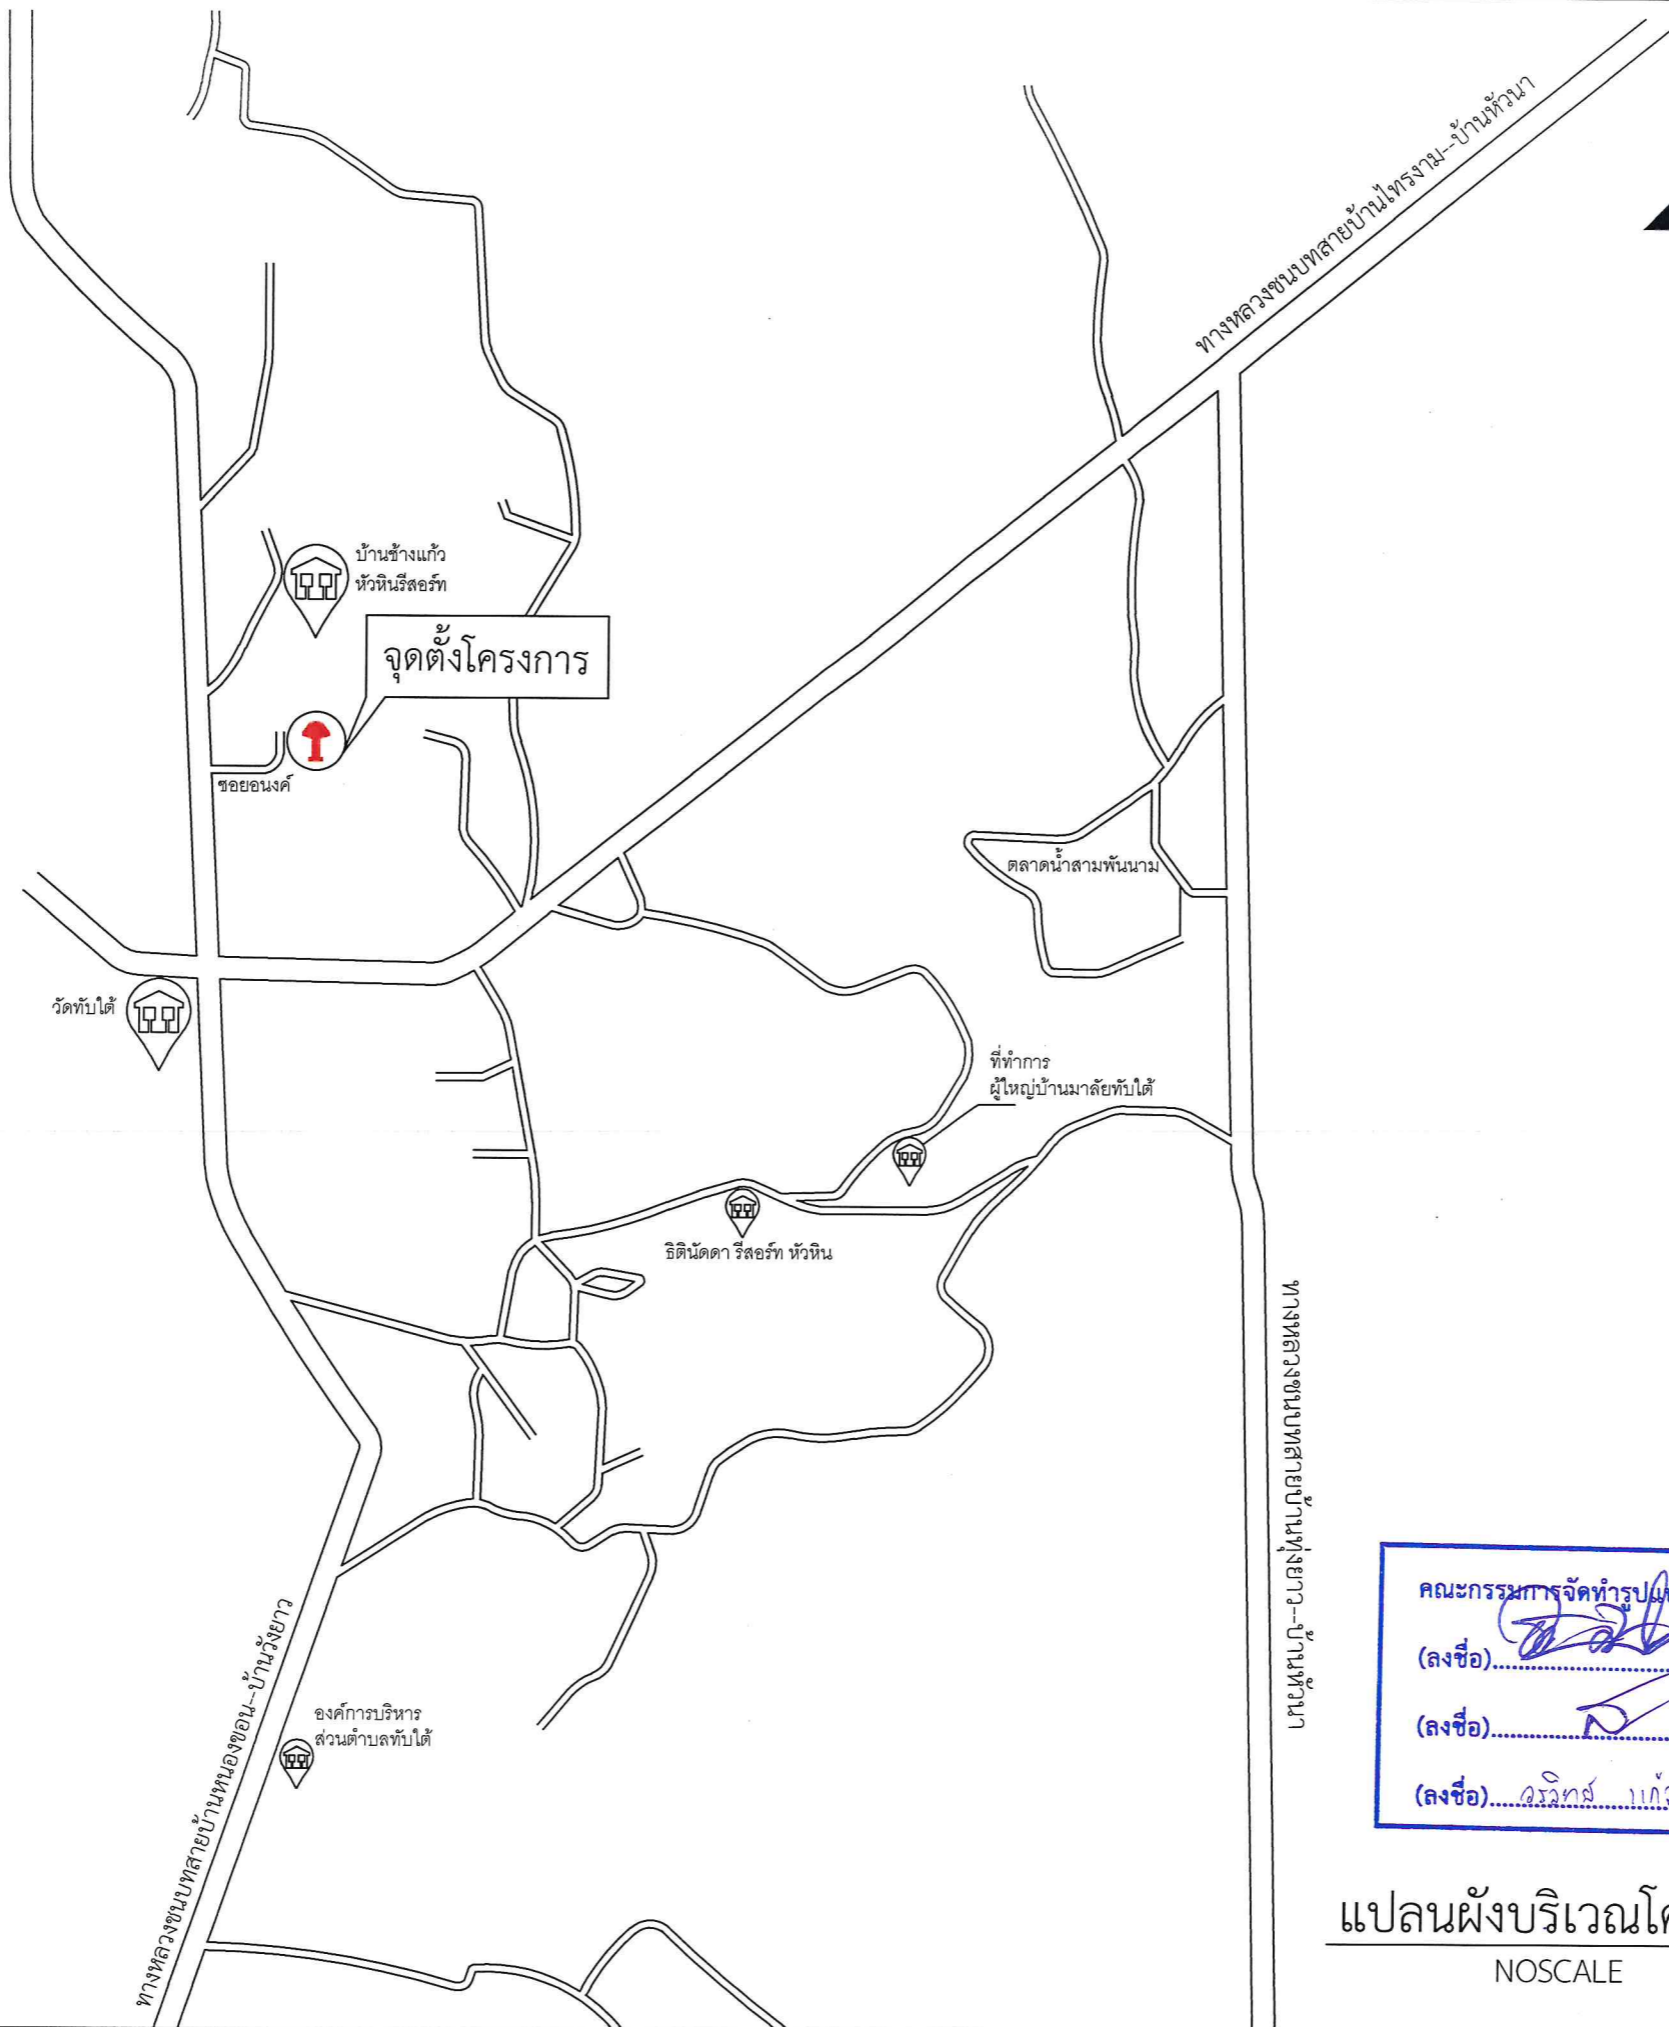 ทางหลวงชนบทสายบ้านไทรงาม--บ้านหัวนา
บ้านช้างแก้ว
หัวหินรีสอร์ท
จุดตั้งโครงการ
ซอยอนงค์
ตลาดน้ำสามพันนาม
วัดทับใต้
ที่ทำการ
ผู้ใหญ่บ้านมาลัยทับใต้
ธิตินัดดา รีสอร์ท หัวหิน
ทางหลวงชนบทสายบ้านทุ่งยาว--บ้านหัวนา
ทางหลวงชนบทสายบ้านหนองขอน--บ้านวังยาว
องค์การบริหาร
ส่วนตำบลทับใต้
คณะกรรมการจัดทำรูปแบ
(ลงชื่อ)
(ลงชื่อ)
(ลงชื่อ) วรวิทย์ แก้ว
แปลนผังบริเวณโค
NOSCALE